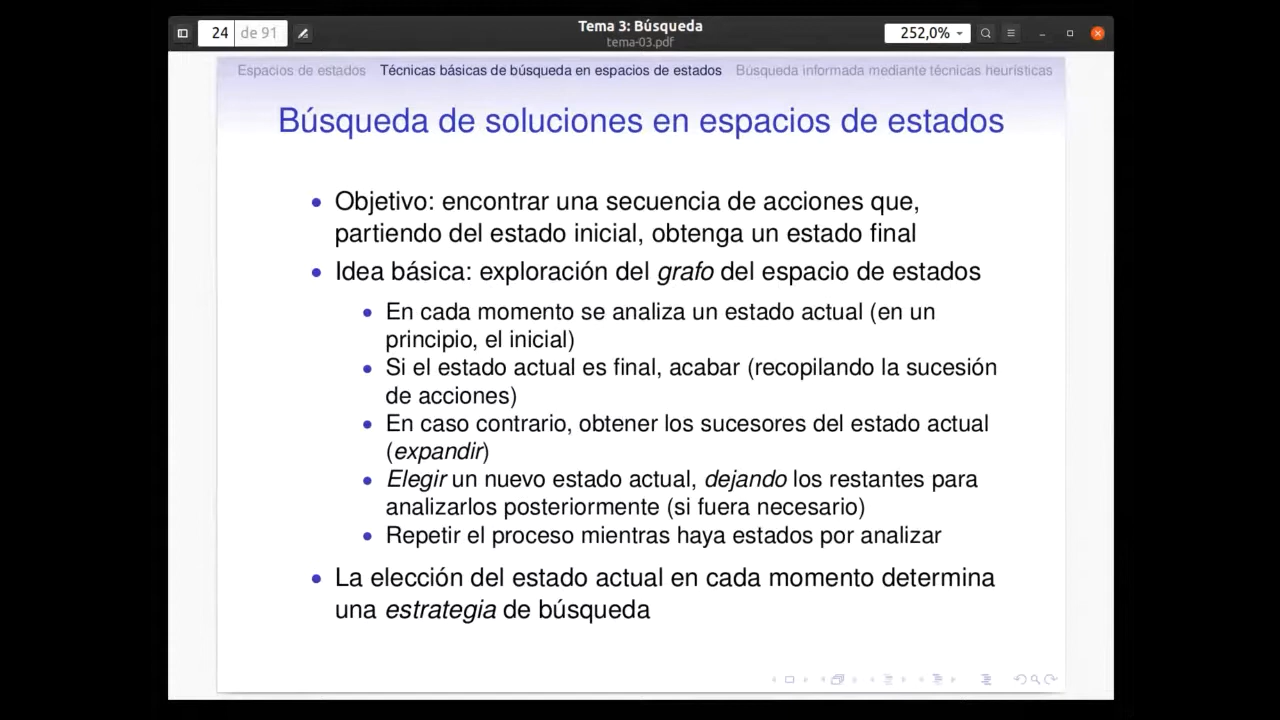 24 de 91
Tema 3: Búsqueda
tema-03.pdf
252,0%
Espacios de estados Técnicas básicas de búsqueda en espacios de estados Búsqueda informada mediante técnicas heurísticas
Búsqueda de soluciones en espacios de estados
• Objetivo: encontrar una secuencia de acciones que,
partiendo del estado inicial, obtenga un estado final
• Idea básica: exploración del grafo del espacio de estados
• En cada momento se analiza un estado actual (en un
principio, el inicial)
• Si el estado actual es final, acabar (recopilando la sucesión
de acciones)
• En caso contrario, obtener los sucesores del estado actual
(expandir)
• Elegir un nuevo estado actual, dejando los restantes para
analizarlos posteriormente (si fuera necesario)
• Repetir el proceso mientras haya estados por analizar
• La elección del estado actual en cada momento determina
una estrategia de búsqueda